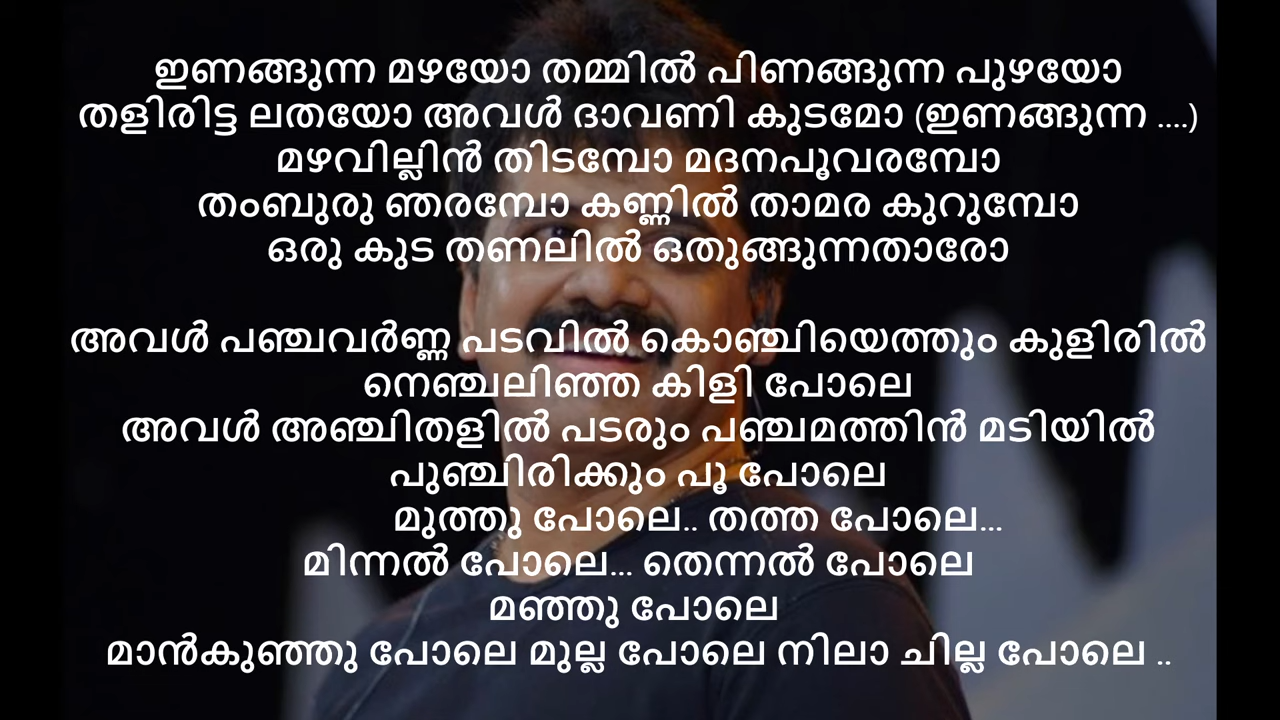 ഇണങ്ങുന്ന മഴയോ തമ്മിൽ പിണങ്ങുന്ന പുഴയോ
തളിരിട്ട ലതയോ അവൾ ദാവണി കുടമോ (ഇണങ്ങുന്ന ....)
മഴവില്ലിൻ തിടമ്പോ മദനപൂവരമ്പോ
തംബുരു ഞരമ്പോ കണ്ണിൽ താമര കുറുമ്പോ
ഒരു കുട തണലിൽ ഒതുങ്ങുന്നതാരോ
അവൾ പഞ്ചവർണ്ണ പടവിൽ കൊഞ്ചിയെത്തും കുളിരിൽ
നെഞ്ചലിഞ്ഞ കിളി പോലെ
അവൾ അഞ്ചിതളിൽ പടരും പഞ്ചമത്തിൻ മടിയിൽ
പുഞ്ചിരിക്കും പൂ പോലെ
മുത്തു പോലെ.. തത്ത പോലെ...
മിന്നൽ പോലെ... തെന്നൽ പോലെ
മഞ്ഞു പോലെ
മാൻകുഞ്ഞു പോലെ മുല്ല പോലെ നിലാ ചില്ല പോലെ ..